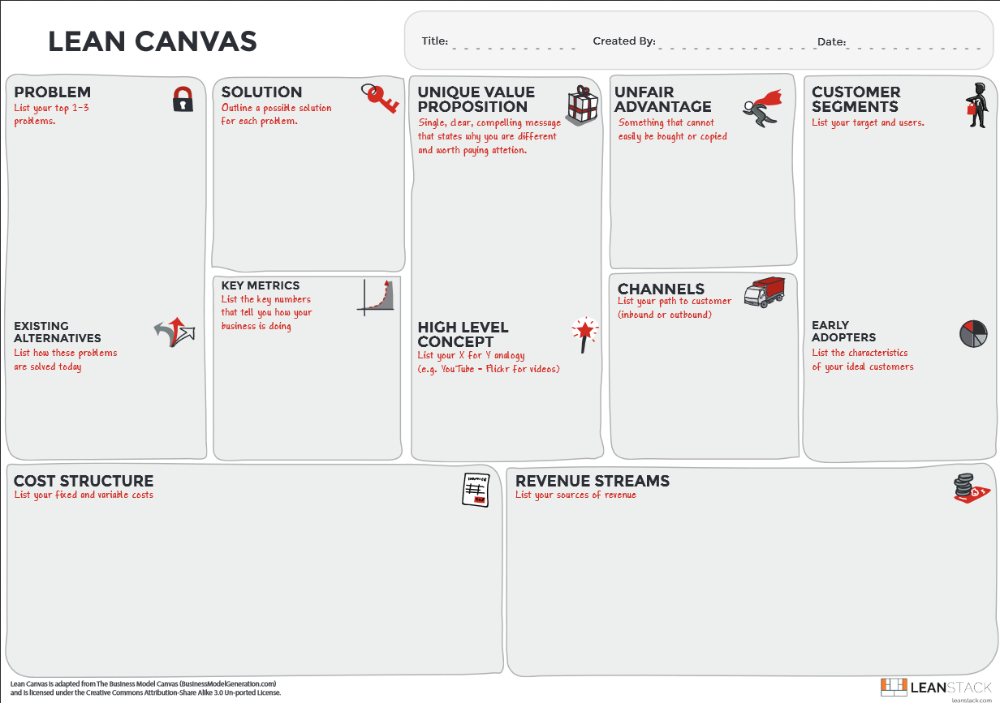 LEAN CANVAS
Title:
Created By:
Date:
PROBLEM
List your top 1-3
problems.
EXISTING
ALTERNATIVES
List how these problems
are solved today
SOLUTION
Outline a possible solution
for each problem.
KEY METRICS
List the key numbers
that tell you how your
business is doing
UNIQUE VALUE
PROPOSITION
Single, clear, compelling message
that states why you are different
and worth paying attetion.
HIGH LEVEL
CONCEPT
List your X for Y analogy
(e.g. YouTube = Flickr for videos)
UNFAIR
ADVANTAGE
Something that cannot
easily be bought or copied
CHANNELS
List your path to customer
(inbound or outbound)
CUSTOMER
SEGMENTS
List your target and users.
EARLY
ADOPTERS
List the characteristics
of your ideal customers
COST STRUCTURE
List your fixed and variable costs
INVOICE
REVENUE STREAMS
List your sources of revenue
Lean Canvas is adapted from The Business Model Canvas (BusinessModelGeneration.com)
and is licensed under the Creative Commons Attribution-Share Alike 3.0 Un-ported License.
LEANSTACK
leanstack.com